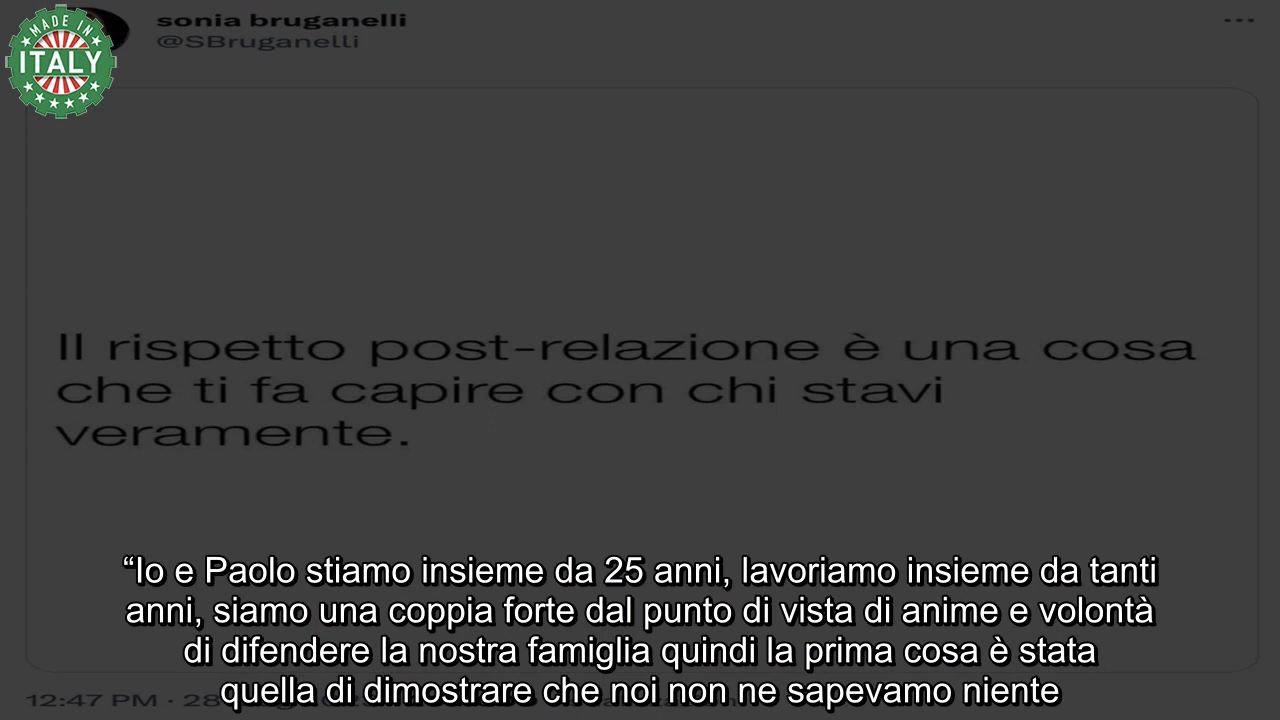 sonia bruganelli
@SBruganelli
MADE IN
ITALY
Il rispetto post-relazione è una cosa
che ti fa capire con chi stavi
veramente.
“Io e Paolo stiamo insieme da 25 anni, lavoriamo insieme da tanti
anni, siamo una coppia forte dal punto di vista di anime e volontà
di difendere la nostra famiglia quindi la prima cosa è stata
quella di dimostrare che noi non ne sapevamo niente
12:47 PM · 28